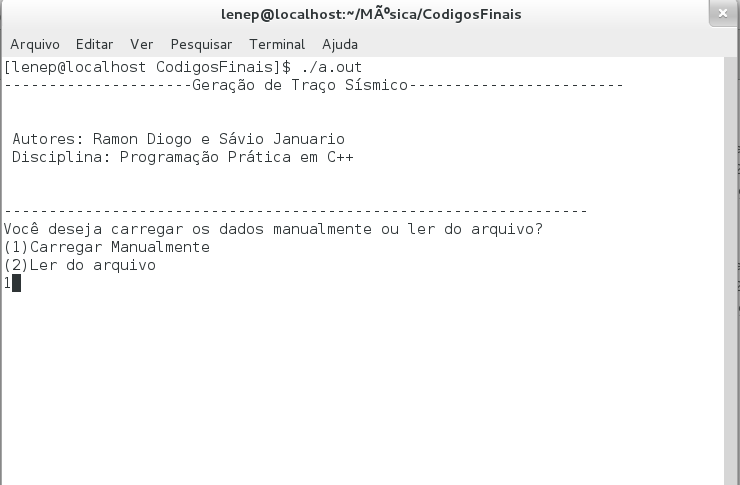 lenep@localhost:~/MÃºsica/CodigosFinais
Arquivo Editar Ver Pesquisar Terminal Ajuda
[lenep@localhost CodigosFinais]$ ./a.out
---------------------Geração de Traço Sísmico------------------------
Autores: Ramon Diogo e Sávio Januario
Disciplina: Programação Prática em C++
-----------------------------------------------------------------
Você deseja carregar os dados manualmente ou ler do arquivo?
(1)Carregar Manualmente
(2)Ler do arquivo
1